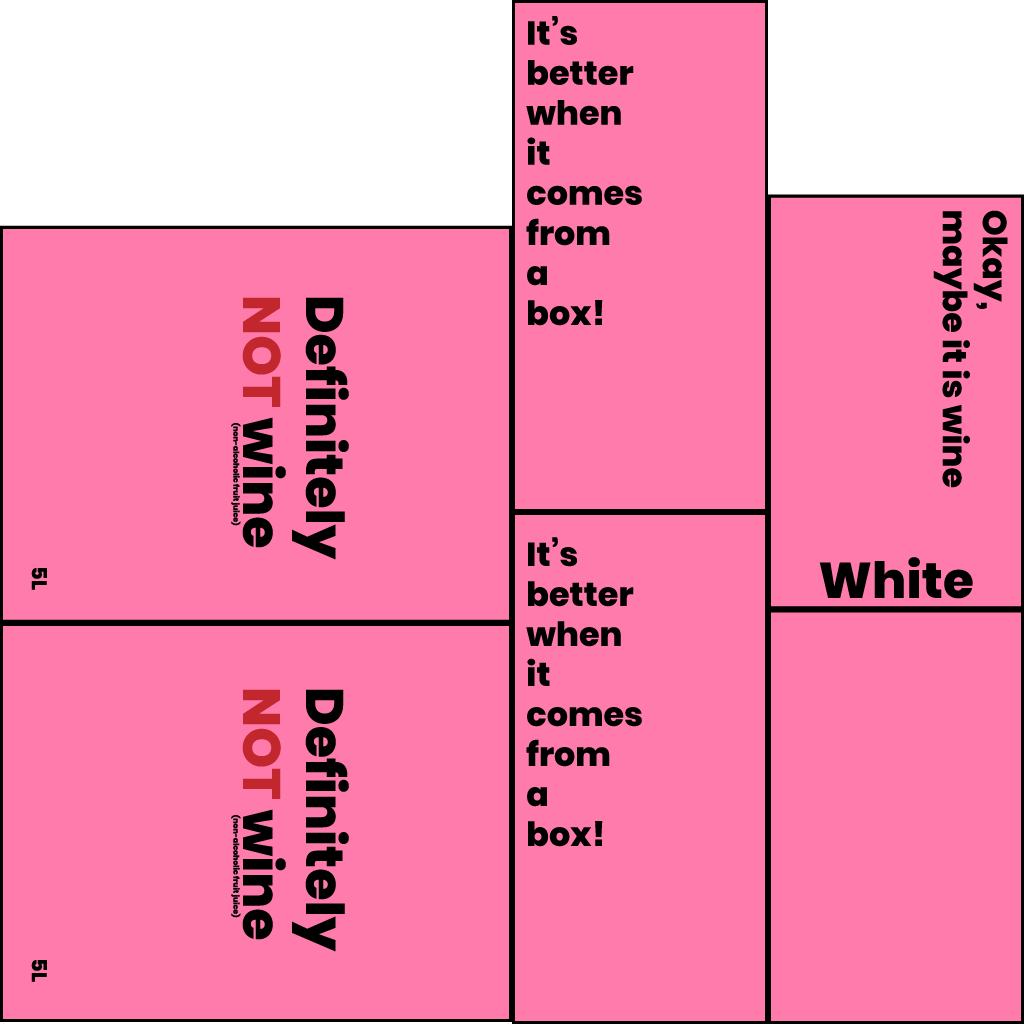 Definitely
NOT wine
(non-alcoholic fruit juice)
5L
Definitely
NOT wine
(non-alcoholic fruit juice)
5L
It’s
better
when
it
comes
from
a
box!
It’s
better
when
it
comes
from
a
box!
Okay,
maybe it is wine
White